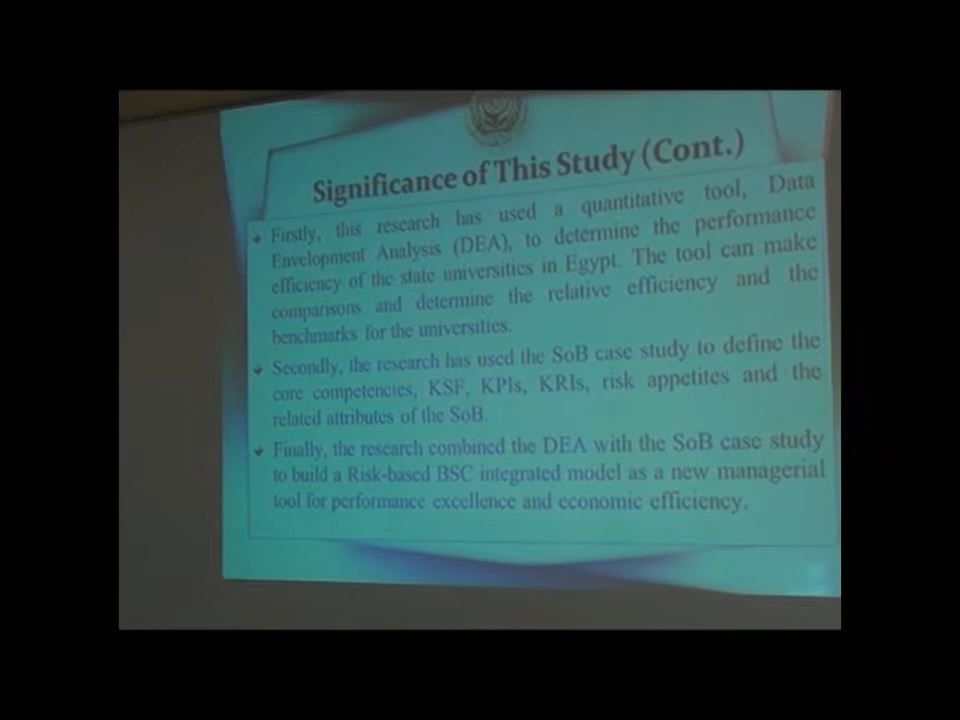 Significance of This Study (Cont.)
Firstly, this research has used a quantitative tool, Data
Envelopment Analysis (DEA), to determine the performance
efficiency of the state universities in Egypt. The tool can make
comparisons and determine the relative efficiency and the
benchmarks for the universities.
Secondly, the research has used the SoB case study to define the
core competencies, KSF, KPIs, KRIs, risk appetites and the
related attributes of the SoB.
Finally, the research combined the DEA with the SoB case study
to build a Risk-based BSC integrated model as a new managerial
tool for performance excellence and economic efficiency.